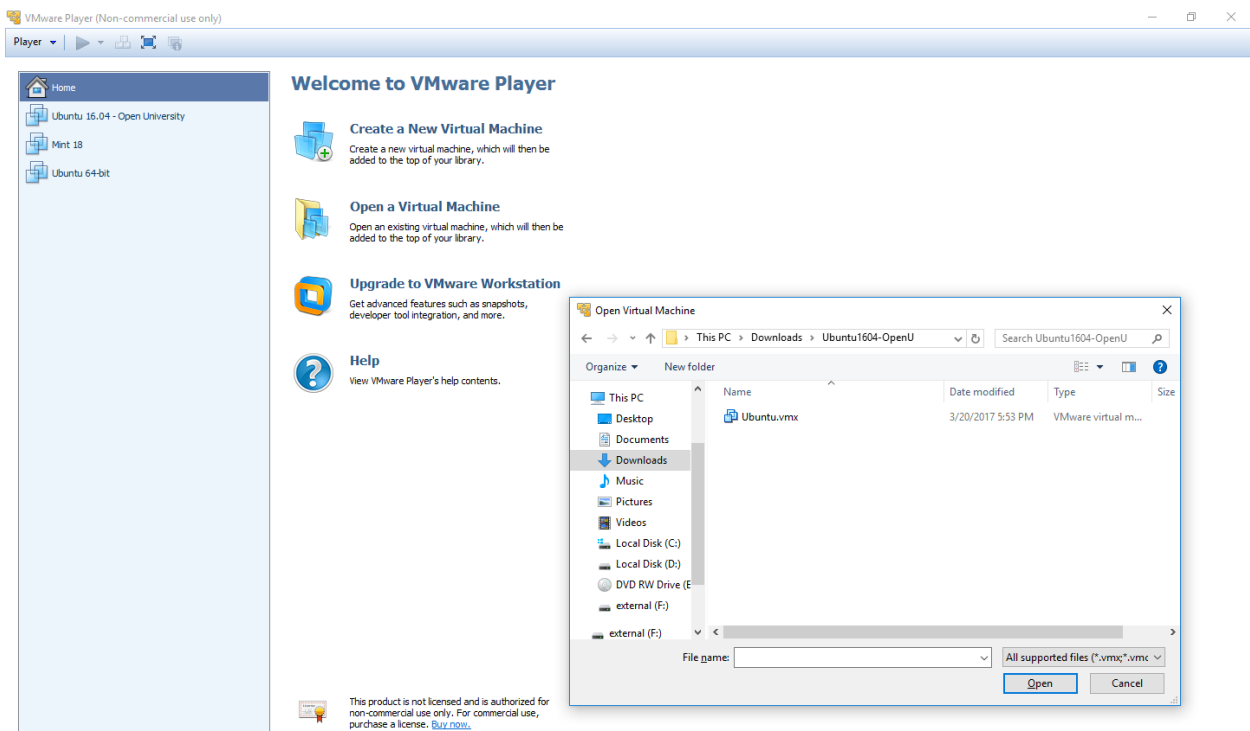 VMware Player (Non-commercial use only)
Player
Home
Ubuntu 16.04 - Open University
Mint 18
Ubuntu 64-bit
Welcome to VMware Player
Create a New Virtual Machine
Create a new virtual machine, which will then be
added to the top of your library.
Open a Virtual Machine
Open an existing virtual machine, which will then be
added to the top of your library.
Upgrade to VMware Workstation
Get advanced features such as snapshots,
developer tool integration, and more.
Help
View VMware Player's help contents.
This product is not licensed and is authorized for
non-commercial use only. For commercial use,
purchase a license. Buy now.
Open Virtual Machine
This PC > Downloads > Ubuntu1604-OpenU
Search Ubuntu1604-OpenU
Organize
New folder
Name Date modified Type Size
Ubuntu.vmx 3/20/2017 5:53 PM VMware virtual m...
This PC
Desktop
Documents
Downloads
Music
Pictures
Videos
Local Disk (C:)
Local Disk (D:)
DVD RW Drive (E
external (F:)
external (F:)
File name:
All supported files (*.vmx;*.vmc
Open
Cancel